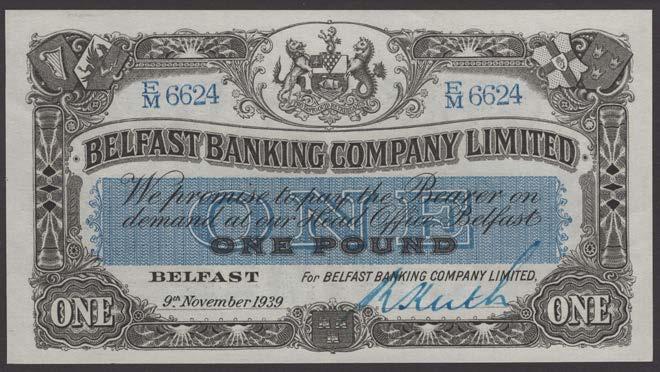 E/M 6624 E/M 6624
BELFAST BANKING COMPANY LIMITED.
ONE
We promise to pay the Bearer on
demand at our Head Office Belfast
ONE POUND
BELFAST For BELFAST BANKING COMPANY LIMITED,
9th November 1939
ONE ONE